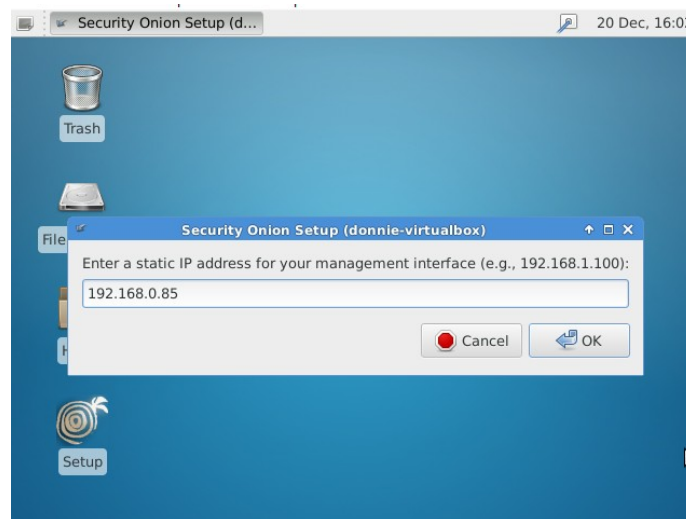 Security Onion Setup (d...
20 Dec, 16:0
Trash
File
Security Onion Setup (donnie-virtualbox)
Enter a static IP address for your management interface (e.g., 192.168.1.100):
192.168.0.85
Cancel
OK
H
Setup